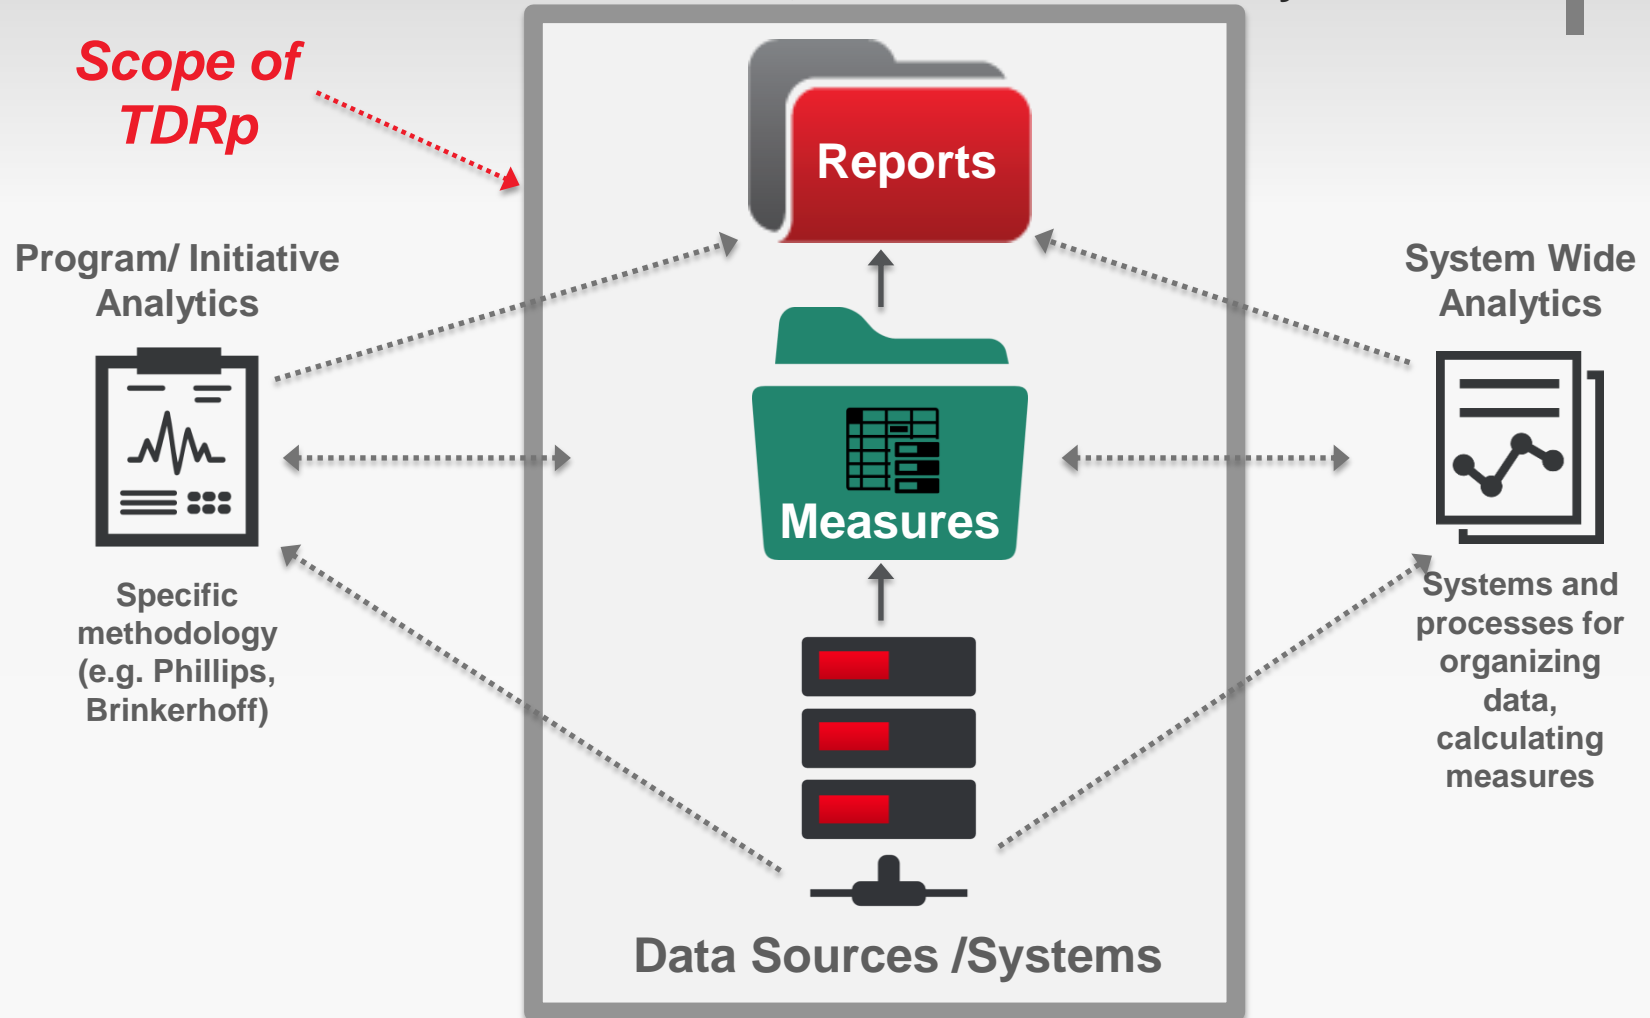 Scope of
TDRp
Reports
Program/ Initiative
Analytics
System Wide
Analytics
Measures
Specific
methodology
(e.g. Phillips,
Brinkerhoff)
Systems and
processes for
organizing
data,
calculating
measures
Data Sources /Systems